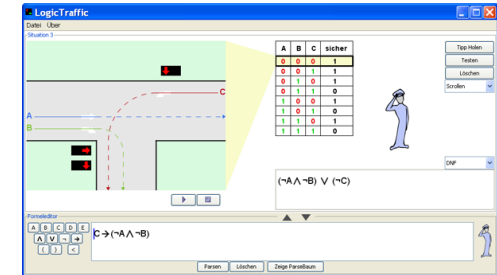 LogicTraffic
Datei Über
Situation 3
A
B
C
A B C sicher
0 0 0 1
0 0 1 1
0 1 0 1
0 1 1 0
1 0 0 1
1 0 1 0
1 1 0 1
1 1 1 0
Tipp Holen
Testen
Löschen
Scrollen
DNF
(¬A∧¬B) ∨ (¬C)
Formeleditor
A B C D E
∧ ∨ ¬ →
( ) <
C→(¬A∧¬B)
Parsen Löschen Zeige ParseBaum